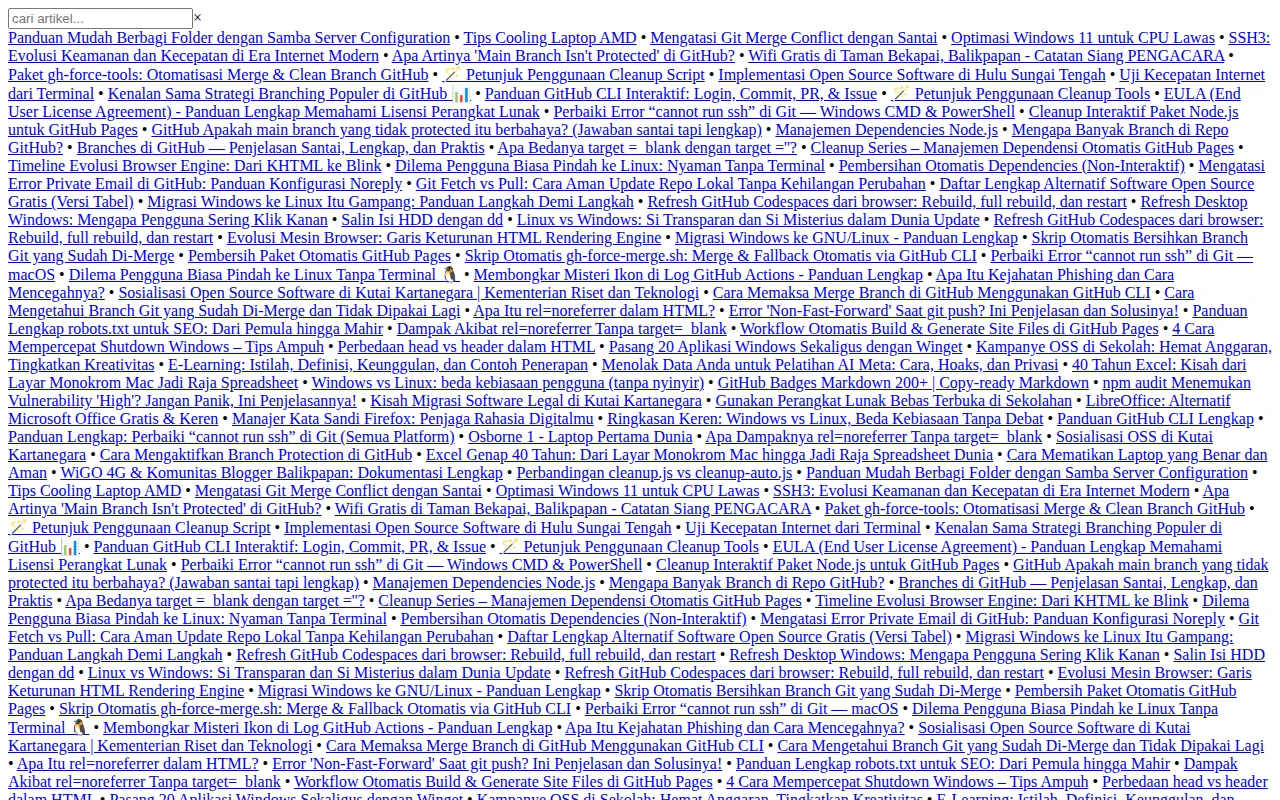 cari artikel... ×
Panduan Mudah Berbagi Folder dengan Samba Server Configuration • Tips Cooling Laptop AMD • Mengatasi Git Merge Conflict dengan Santai • Optimasi Windows 11 untuk CPU Lawas • SSH3:
Evolusi Keamanan dan Kecepatan di Era Internet Modern • Apa Artinya 'Main Branch Isn't Protected' di GitHub? • Wifi Gratis di Taman Bekapai, Balikpapan - Catatan Siang PENGACARA •
Paket gh-force-tools: Otomatisasi Merge & Clean Branch GitHub • 🪄 Petunjuk Penggunaan Cleanup Script • Implementasi Open Source Software di Hulu Sungai Tengah • Uji Kecepatan Internet
dari Terminal • Kenalan Sama Strategi Branching Populer di GitHub 📊 • Panduan GitHub CLI Interaktif: Login, Commit, PR, & Issue • 🪄 Petunjuk Penggunaan Cleanup Tools • EULA (End
User License Agreement) - Panduan Lengkap Memahami Lisensi Perangkat Lunak • Perbaiki Error “cannot run ssh” di Git — Windows CMD & PowerShell • Cleanup Interaktif Paket Node.js
untuk GitHub Pages • GitHub Apakah main branch yang tidak protected itu berbahaya? (Jawaban santai tapi lengkap) • Manajemen Dependencies Node.js • Mengapa Banyak Branch di Repo
GitHub? • Branches di GitHub — Penjelasan Santai, Lengkap, dan Praktis • Apa Bedanya target =_blank dengan target =''? • Cleanup Series – Manajemen Dependensi Otomatis GitHub Pages •
Timeline Evolusi Browser Engine: Dari KHTML ke Blink • Dilema Pengguna Biasa Pindah ke Linux: Nyaman Tanpa Terminal • Pembersihan Otomatis Dependencies (Non-Interaktif) • Mengatasi
Error Private Email di GitHub: Panduan Konfigurasi Noreply • Git Fetch vs Pull: Cara Aman Update Repo Lokal Tanpa Kehilangan Perubahan • Daftar Lengkap Alternatif Software Open Source
Gratis (Versi Tabel) • Migrasi Windows ke Linux Itu Gampang: Panduan Langkah Demi Langkah • Refresh GitHub Codespaces dari browser: Rebuild, full rebuild, dan restart • Refresh Desktop
Windows: Mengapa Pengguna Sering Klik Kanan • Salin Isi HDD dengan dd • Linux vs Windows: Si Transparan dan Si Misterius dalam Dunia Update • Refresh GitHub Codespaces dari browser:
Rebuild, full rebuild, dan restart • Evolusi Mesin Browser: Garis Keturunan HTML Rendering Engine • Migrasi Windows ke GNU/Linux - Panduan Lengkap • Skrip Otomatis Bersihkan Branch
Git yang Sudah Di-Merge • Pembersih Paket Otomatis GitHub Pages • Skrip Otomatis gh-force-merge.sh: Merge & Fallback Otomatis via GitHub CLI • Perbaiki Error “cannot run ssh” di Git —
macOS • Dilema Pengguna Biasa Pindah ke Linux Tanpa Terminal 🐧 • Membongkar Misteri Ikon di Log GitHub Actions - Panduan Lengkap • Apa Itu Kejahatan Phishing dan Cara
Mencegahnya? • Sosialisasi Open Source Software di Kutai Kartanegara | Kementerian Riset dan Teknologi • Cara Memaksa Merge Branch di GitHub Menggunakan GitHub CLI • Cara
Mengetahui Branch Git yang Sudah Di-Merge dan Tidak Dipakai Lagi • Apa Itu rel=noreferrer dalam HTML? • Error 'Non-Fast-Forward' Saat git push? Ini Penjelasan dan Solusinya! • Panduan
Lengkap robots.txt untuk SEO: Dari Pemula hingga Mahir • Dampak Akibat rel=noreferrer Tanpa target=_blank • Workflow Otomatis Build & Generate Site Files di GitHub Pages • 4 Cara
Mempercepat Shutdown Windows – Tips Ampuh • Perbedaan head vs header dalam HTML • Pasang 20 Aplikasi Windows Sekaligus dengan Winget • Kampanye OSS di Sekolah: Hemat Anggaran,
Tingkatkan Kreativitas • E-Learning: Istilah, Definisi, Keunggulan, dan Contoh Penerapan • Menolak Data Anda untuk Pelatihan AI Meta: Cara, Hoaks, dan Privasi • 40 Tahun Excel: Kisah dari
Layar Monokrom Mac Jadi Raja Spreadsheet • Windows vs Linux: beda kebiasaan pengguna (tanpa nyinyir) • GitHub Badges Markdown 200+ | Copy-ready Markdown • npm audit Menemukan
Vulnerability 'High'? Jangan Panik, Ini Penjelasannya! • Kisah Migrasi Software Legal di Kutai Kartanegara • Gunakan Perangkat Lunak Bebas Terbuka di Sekolahan • LibreOffice: Alternatif
Microsoft Office Gratis & Keren • Manajer Kata Sandi Firefox: Penjaga Rahasia Digitalmu • Ringkasan Keren: Windows vs Linux, Beda Kebiasaan Tanpa Debat • Panduan GitHub CLI Lengkap •
Panduan Lengkap: Perbaiki “cannot run ssh” di Git (Semua Platform) • Osborne 1 - Laptop Pertama Dunia • Apa Dampaknya rel=noreferrer Tanpa target=_blank • Sosialisasi OSS di Kutai
Kartanegara • Cara Mengaktifkan Branch Protection di GitHub • Excel Genap 40 Tahun: Dari Layar Monokrom Mac hingga Jadi Raja Spreadsheet Dunia • Cara Mematikan Laptop yang Benar dan
Aman • WiGO 4G & Komunitas Blogger Balikpapan: Dokumentasi Lengkap • Perbandingan cleanup.js vs cleanup-auto.js • Panduan Mudah Berbagi Folder dengan Samba Server Configuration •
Tips Cooling Laptop AMD • Mengatasi Git Merge Conflict dengan Santai • Optimasi Windows 11 untuk CPU Lawas • SSH3: Evolusi Keamanan dan Kecepatan di Era Internet Modern • Apa
Artinya 'Main Branch Isn't Protected' di GitHub? • Wifi Gratis di Taman Bekapai, Balikpapan - Catatan Siang PENGACARA • Paket gh-force-tools: Otomatisasi Merge & Clean Branch GitHub •
🪄 Petunjuk Penggunaan Cleanup Script • Implementasi Open Source Software di Hulu Sungai Tengah • Uji Kecepatan Internet dari Terminal • Kenalan Sama Strategi Branching Populer di
GitHub 📊 • Panduan GitHub CLI Interaktif: Login, Commit, PR, & Issue • 🪄 Petunjuk Penggunaan Cleanup Tools • EULA (End User License Agreement) - Panduan Lengkap Memahami
Lisensi Perangkat Lunak • Perbaiki Error “cannot run ssh” di Git — Windows CMD & PowerShell • Cleanup Interaktif Paket Node.js untuk GitHub Pages • GitHub Apakah main branch yang tidak
protected itu berbahaya? (Jawaban santai tapi lengkap) • Manajemen Dependencies Node.js • Mengapa Banyak Branch di Repo GitHub? • Branches di GitHub — Penjelasan Santai, Lengkap, dan
Praktis • Apa Bedanya target =_blank dengan target =''? • Cleanup Series – Manajemen Dependensi Otomatis GitHub Pages • Timeline Evolusi Browser Engine: Dari KHTML ke Blink • Dilema
Pengguna Biasa Pindah ke Linux: Nyaman Tanpa Terminal • Pembersihan Otomatis Dependencies (Non-Interaktif) • Mengatasi Error Private Email di GitHub: Panduan Konfigurasi Noreply • Git
Fetch vs Pull: Cara Aman Update Repo Lokal Tanpa Kehilangan Perubahan • Daftar Lengkap Alternatif Software Open Source Gratis (Versi Tabel) • Migrasi Windows ke Linux Itu Gampang:
Panduan Langkah Demi Langkah • Refresh GitHub Codespaces dari browser: Rebuild, full rebuild, dan restart • Refresh Desktop Windows: Mengapa Pengguna Sering Klik Kanan • Salin Isi HDD
dengan dd • Linux vs Windows: Si Transparan dan Si Misterius dalam Dunia Update • Refresh GitHub Codespaces dari browser: Rebuild, full rebuild, dan restart • Evolusi Mesin Browser: Garis
Keturunan HTML Rendering Engine • Migrasi Windows ke GNU/Linux - Panduan Lengkap • Skrip Otomatis Bersihkan Branch Git yang Sudah Di-Merge • Pembersih Paket Otomatis GitHub
Pages • Skrip Otomatis gh-force-merge.sh: Merge & Fallback Otomatis via GitHub CLI • Perbaiki Error “cannot run ssh” di Git — macOS • Dilema Pengguna Biasa Pindah ke Linux Tanpa
Terminal 🐧 • Membongkar Misteri Ikon di Log GitHub Actions - Panduan Lengkap • Apa Itu Kejahatan Phishing dan Cara Mencegahnya? • Sosialisasi Open Source Software di Kutai
Kartanegara | Kementerian Riset dan Teknologi • Cara Memaksa Merge Branch di GitHub Menggunakan GitHub CLI • Cara Mengetahui Branch Git yang Sudah Di-Merge dan Tidak Dipakai Lagi
• Apa Itu rel=noreferrer dalam HTML? • Error 'Non-Fast-Forward' Saat git push? Ini Penjelasan dan Solusinya! • Panduan Lengkap robots.txt untuk SEO: Dari Pemula hingga Mahir • Dampak
Akibat rel=noreferrer Tanpa target=_blank • Workflow Otomatis Build & Generate Site Files di GitHub Pages • 4 Cara Mempercepat Shutdown Windows – Tips Ampuh • Perbedaan head vs header
dalam HTML • Pasang 20 Aplikasi Windows Sekaligus dengan Winget • Kampanye OSS di Sekolah: Hemat Anggaran, Tingkatkan Kreativitas • E-Learning: Istilah, Definisi, Keunggulan, dan